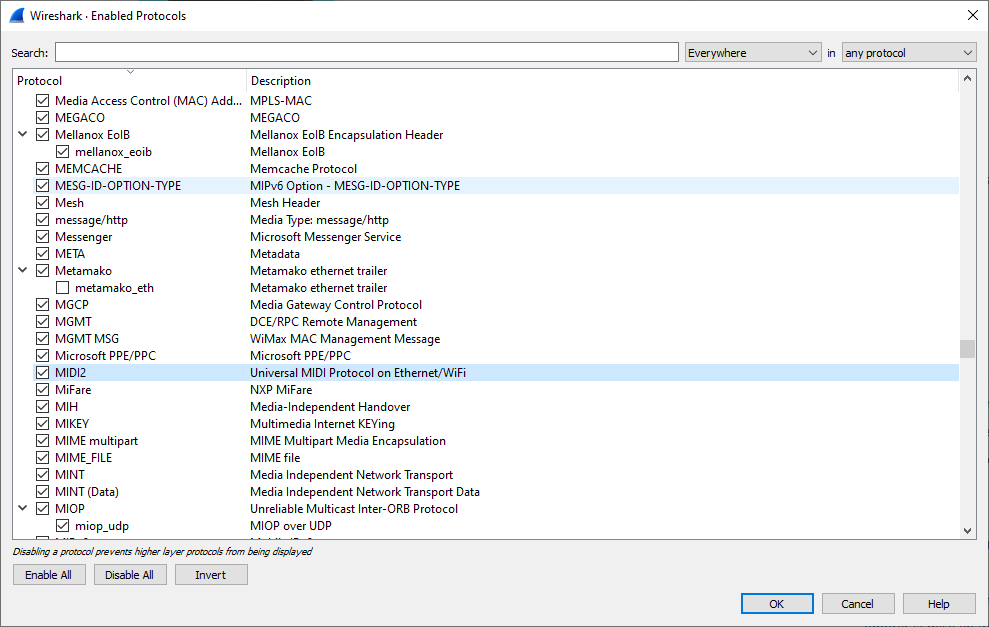 Wireshark · Enabled Protocols
Search: Everywhere in any protocol
Protocol Description
Media Access Control (MAC) Add... MPLS-MAC
MEGACO MEGACO
Mellanox EoIB Mellanox EoIB Encapsulation Header
mellanox_eoib Mellanox EoIB
MEMCACHE Memcache Protocol
MESG-ID-OPTION-TYPE MIPv6 Option - MESG-ID-OPTION-TYPE
Mesh Mesh Header
message/http Media Type: message/http
Messenger Microsoft Messenger Service
META Metadata
Metamako Metamako ethernet trailer
metamako_eth Metamako ethernet trailer
MGCP Media Gateway Control Protocol
MGMT DCE/RPC Remote Management
MGMT MSG WiMax MAC Management Message
Microsoft PPE/PPC Microsoft PPE/PPC
MIDI2 Universal MIDI Protocol on Ethernet/WiFi
MiFare NXP MiFare
MIH Media-Independent Handover
MIKEY Multimedia Internet KEYing
MIME multipart MIME Multipart Media Encapsulation
MIME_FILE MIME file
MINT Media Independent Network Transport
MINT (Data) Media Independent Network Transport Data
MIOP Unreliable Multicast Inter-ORB Protocol
miop_udp MIOP over UDP
Disabling a protocol prevents higher layer protocols from being displayed
Enable All Disable All Invert
OK Cancel Help